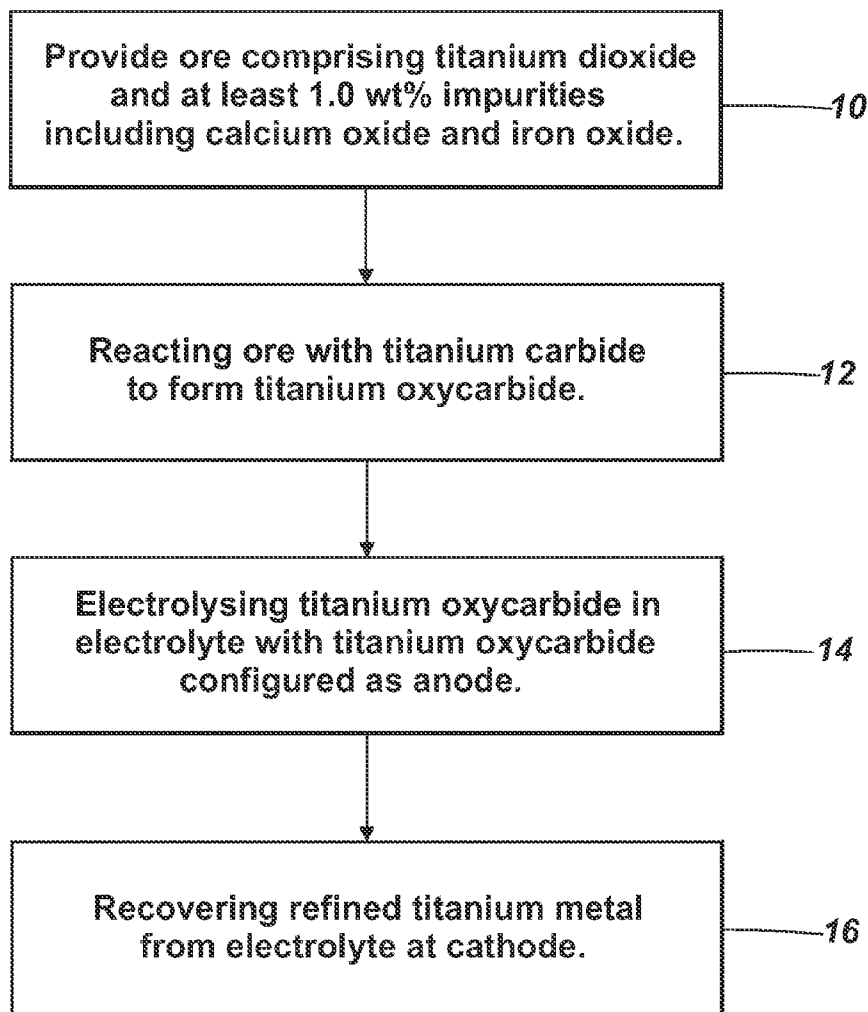 Provide ore comprising titanium dioxide
and at least 1.0 wt% impurities
including calcium oxide and iron oxide.
10
Reacting ore with titanium carbide
to form titanium oxycarbide.
12
Electrolysing titanium oxycarbide in
electrolyte with titanium oxycarbide
configured as anode.
14
Recovering refined titanium metal
from electrolyte at cathode.
16